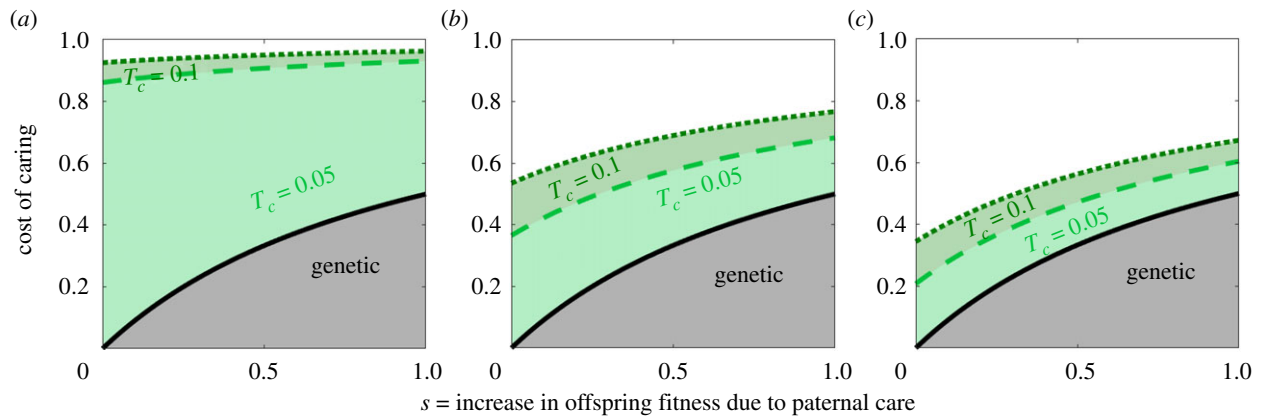 (a)
1.0
0.8
0.6
0.4
0.2
0
0.5
1.0
cost of caring
T_c = 0.1
T_c = 0.05
genetic
(b)
1.0
0.8
0.6
0.4
0.2
0
0.5
1.0
T_c = 0.1
T_c = 0.05
genetic
(c)
1.0
0.8
0.6
0.4
0.2
0
0.5
1.0
T_c = 0.1
T_c = 0.05
genetic
s = increase in offspring fitness due to paternal care